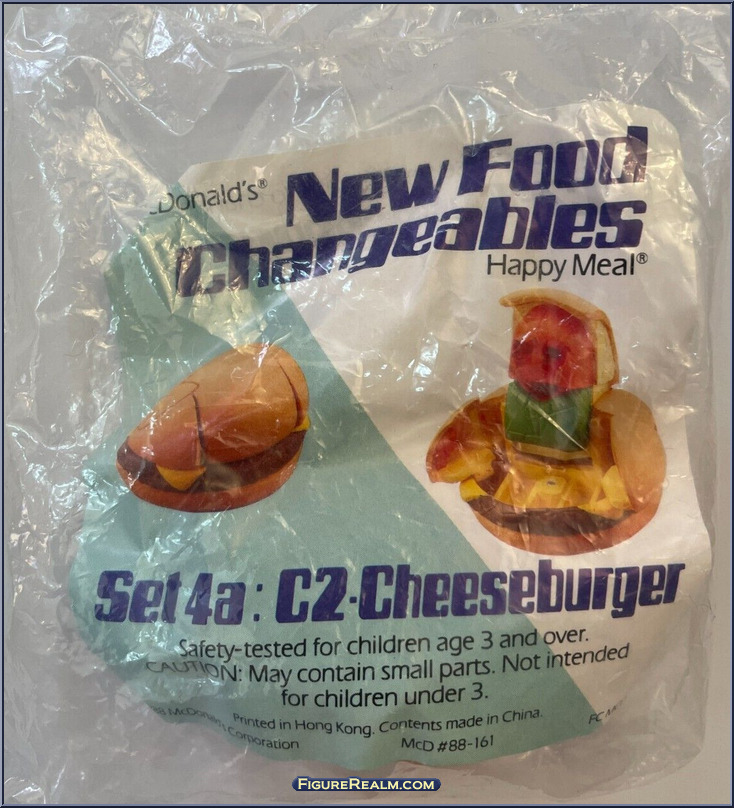 Donald's®
New Food
Changeables
Happy Meal®
Set 4a: C2-Cheeseburger
Safety-tested for children age 3 and over.
CAUTION: May contain small parts. Not intended
for children under 3.
Printed in Hong Kong. Contents made in China.
Corporation
McD #88-161
FigureRealm.com